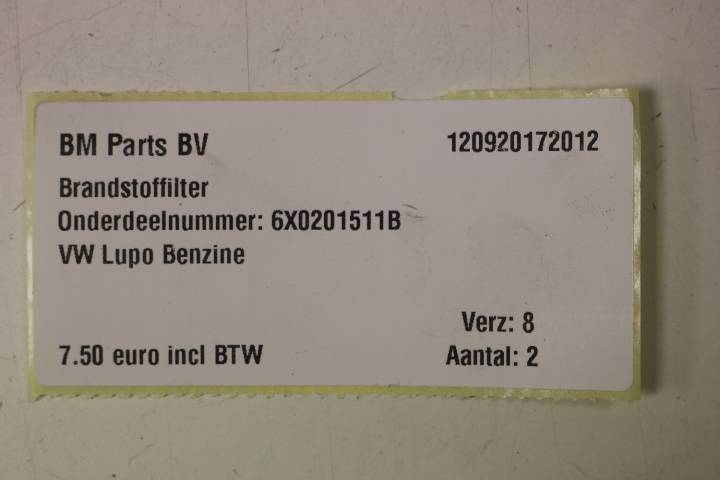 BM Parts BV 120920172012
Brandstoffilter
Onderdeelnummer: 6X0201511B
VW Lupo Benzine
Verz: 8
7.50 euro incl BTW Aantal: 2